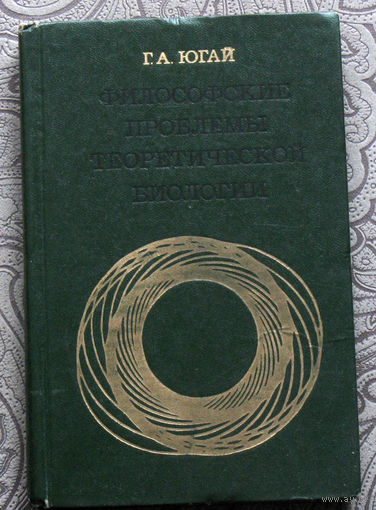 Г. А. ЮГАЙ
ФИЛОСОФСКИЕ
ПРОБЛЕМЫ
ТЕОРЕТИЧЕСКОЙ
БИОЛОГИИ